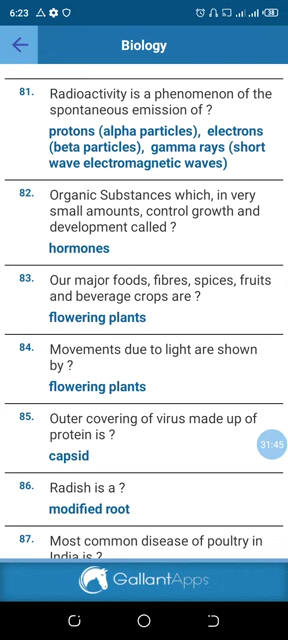 6:23
38
Biology
81. Radioactivity is a phenomenon of the
spontaneous emission of ?
protons (alpha particles), electrons
(beta particles), gamma rays (short
wave electromagnetic waves)
82. Organic Substances which, in very
small amounts, control growth and
development called ?
hormones
83. Our major foods, fibres, spices, fruits
and beverage crops are ?
flowering plants
84. Movements due to light are shown
by ?
flowering plants
85. Outer covering of virus made up of
protein is ?
31:45
capsid
86. Radish is a ?
modified root
87. Most common disease of poultry in
India is ?
GallantApps